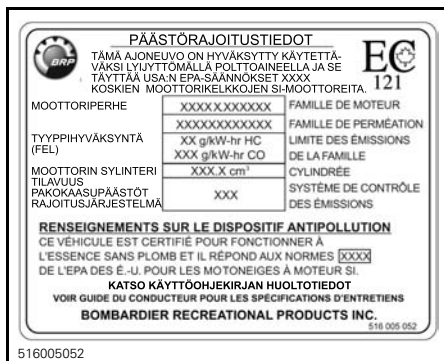 BRP
PÄÄSTÖRAJOITUSTIEDOT
TÄMÄ AJONEUVO ON HYVÄKSYTTY KÄYTETTÄ-
VÄKSI LYIJYTTÖMÄLLÄ POLTTOAINEELLA JA SE
TÄYTTÄÄ USA:N EPA-SÄÄNNÖKSET XXXX
KOSKIEN MOOTTORIKELKKOJEN SI-MOOTTOREITA.
EC
121
MOOTTORIPERHE XXXXXXXXXXXX FAMILLE DE MOTEUR
XXXXXXXXXXXX FAMILLE DE PERMÉATION
TYYPPIHYVÄKSYNTÄ XX g/kW-hr HC LIMITE DES ÉMISSIONS
(FEL) XXX g/kW-hr CO DE LA FAMILLE
MOOTTORIN SYLINTERI XXX.X cm³ CYLINDRÉE
TILAVUUS
PAKOKAASUPÄÄSTÖT XXX SYSTÈME DE CONTRÔLE
RAJOITUSJÄRJESTELMÄ DES ÉMISSIONS
RENSEIGNEMENTS SUR LE DISPOSITIF ANTIPOLLUTION
CE VÉHICULE EST CERTIFIÉ POUR FONCTIONNER À
L'ESSENCE SANS PLOMB ET IL RÉPOND AUX NORMES XXXX
DE L'EPA DES É.-U. POUR LES MOTONEIGES À MOTEUR SI.
KATSO KÄYTTÖOHJEKIRJAN HUOLTOTIEDOT
VOIR GUIDE DU CONDUCTEUR POUR LES SPÉCIFICATIONS D'ENTRETIENS
BOMBARDIER RECREATIONAL PRODUCTS INC.
516 005 052
516005052